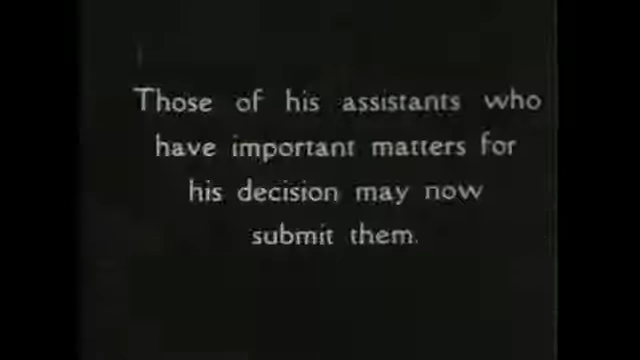 Those of his assistants who
have important matters for
his decision may now
submit them.